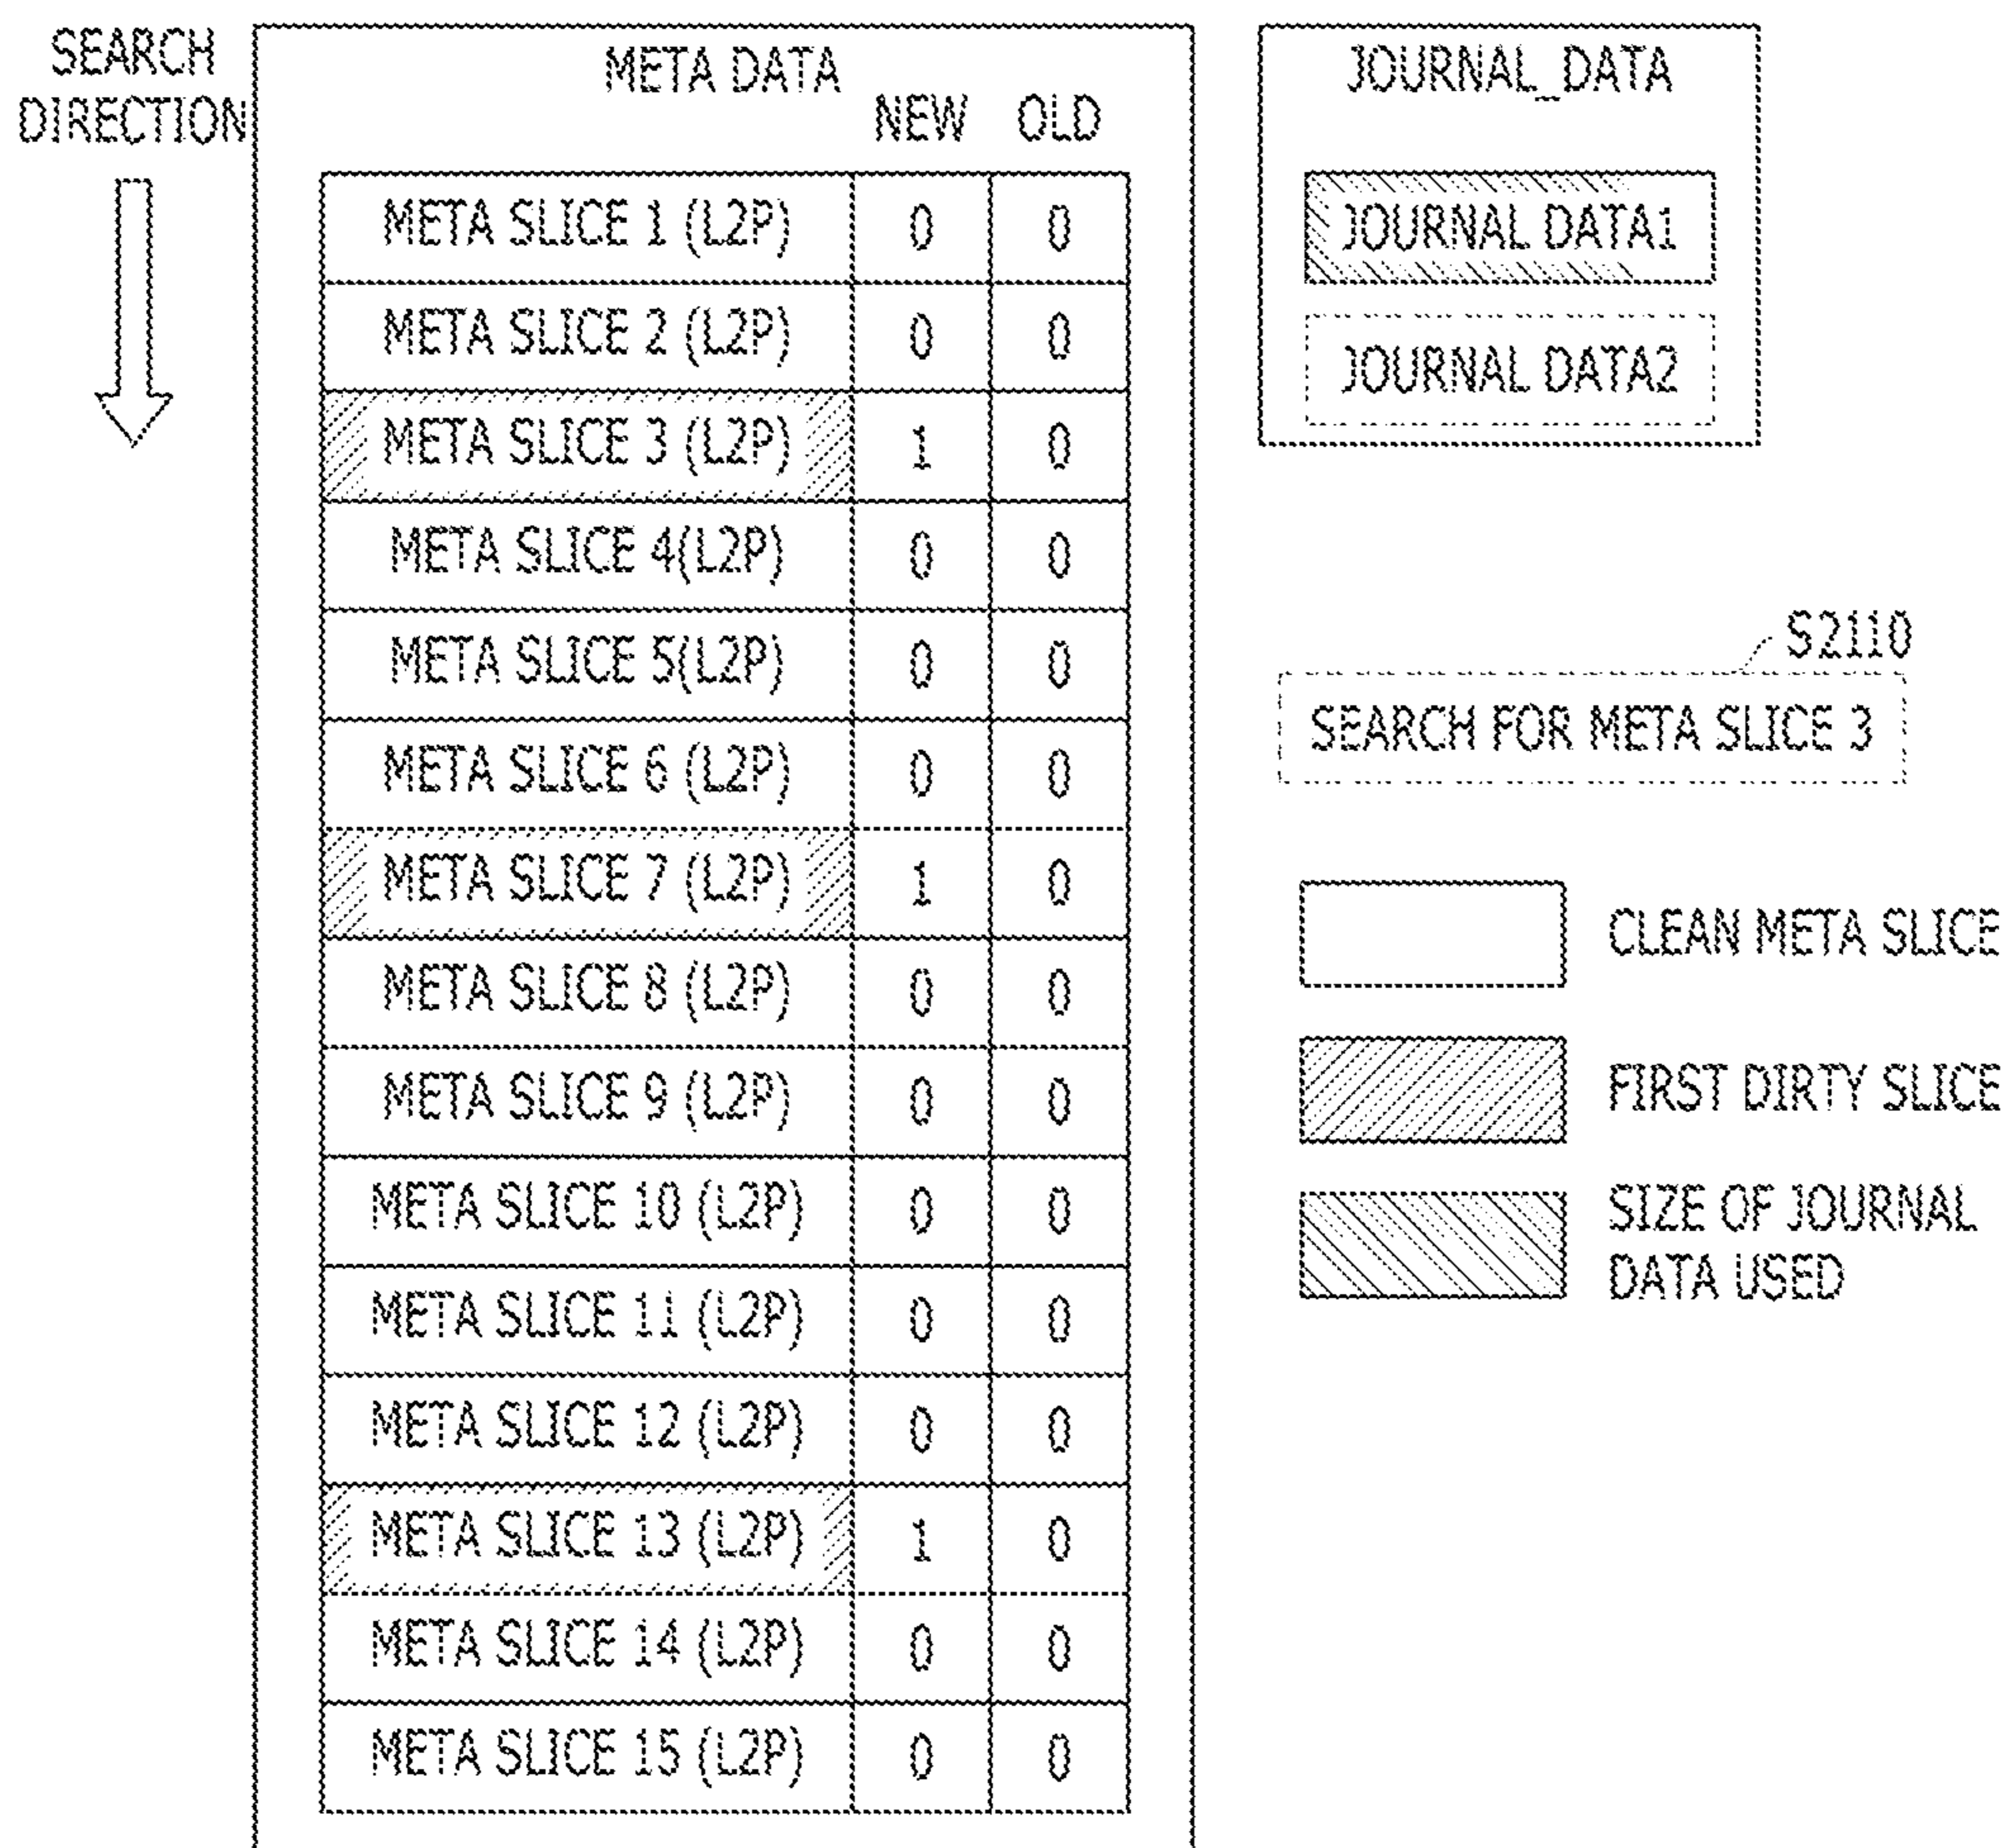 SEARCH
DIRECTION
META DATA
NEW OLD
META SLICE 1 (L2P) 0 0
META SLICE 2 (L2P) 0 0
META SLICE 3 (L2P) 1 0
META SLICE 4(L2P) 0 0
META SLICE 5(L2P) 0 0
META SLICE 6 (L2P) 0 0
META SLICE 7 (L2P) 1 0
META SLICE 8 (L2P) 0 0
META SLICE 9 (L2P) 0 0
META SLICE 10 (L2P) 0 0
META SLICE 11 (L2P) 0 0
META SLICE 12 (L2P) 0 0
META SLICE 13 (L2P) 1 0
META SLICE 14 (L2P) 0 0
META SLICE 15 (L2P) 0 0
JOURNAL_DATA
JOURNAL DATA1
JOURNAL DATA2
S2110
SEARCH FOR META SLICE 3
CLEAN META SLICE
FIRST DIRTY SLICE
SIZE OF JOURNAL
DATA USED